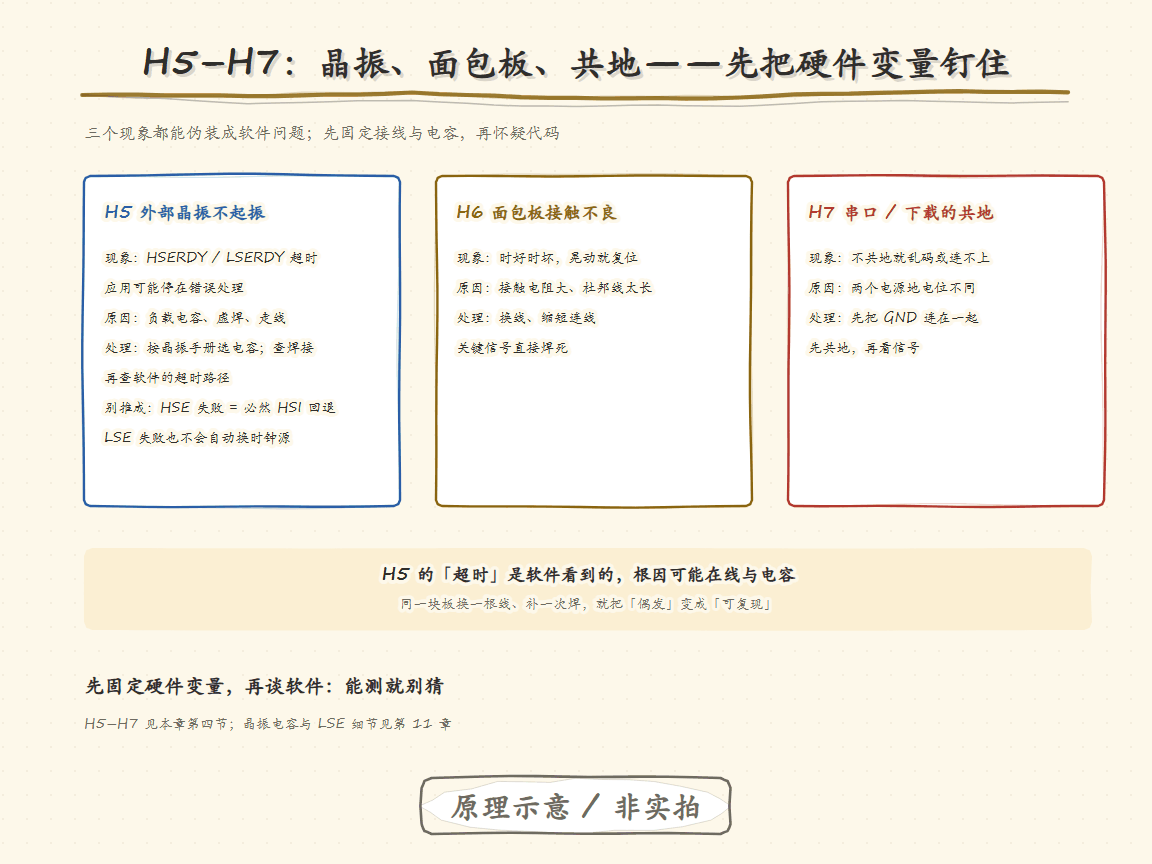 H5–H7：晶振、面包板、共地——先把硬件变量钉住
三个现象都能伪装成软件问题；先固定接线与电容，再怀疑代码
H5 外部晶振不起振
现象：HSERDY / LSERDY 超时
应用可能停在错误处理
原因：负载电容、虚焊、走线
处理：按晶振手册选电容；查焊接
再查软件的超时路径
别推成：HSE 失败 = 必然 HSI 回退
LSE 失败也不会自动换时钟源
H6 面包板接触不良
现象：时好时坏，晃动就复位
原因：接触电阻大、杜邦线太长
处理：换线、缩短连线
关键信号直接焊死
H7 串口 / 下载的共地
现象：不共地就乱码或连不上
原因：两个电源地电位不同
处理：先把 GND 连在一起
先共地，再看信号
H5 的「超时」是软件看到的，根因可能在线与电容
同一块板换一根线、补一次焊，就把「偶发」变成「可复现」
先固定硬件变量，再谈软件：能测就别猜
H5–H7 见本章第四节；晶振电容与 LSE 细节见第 11 章
原理示意 / 非实拍